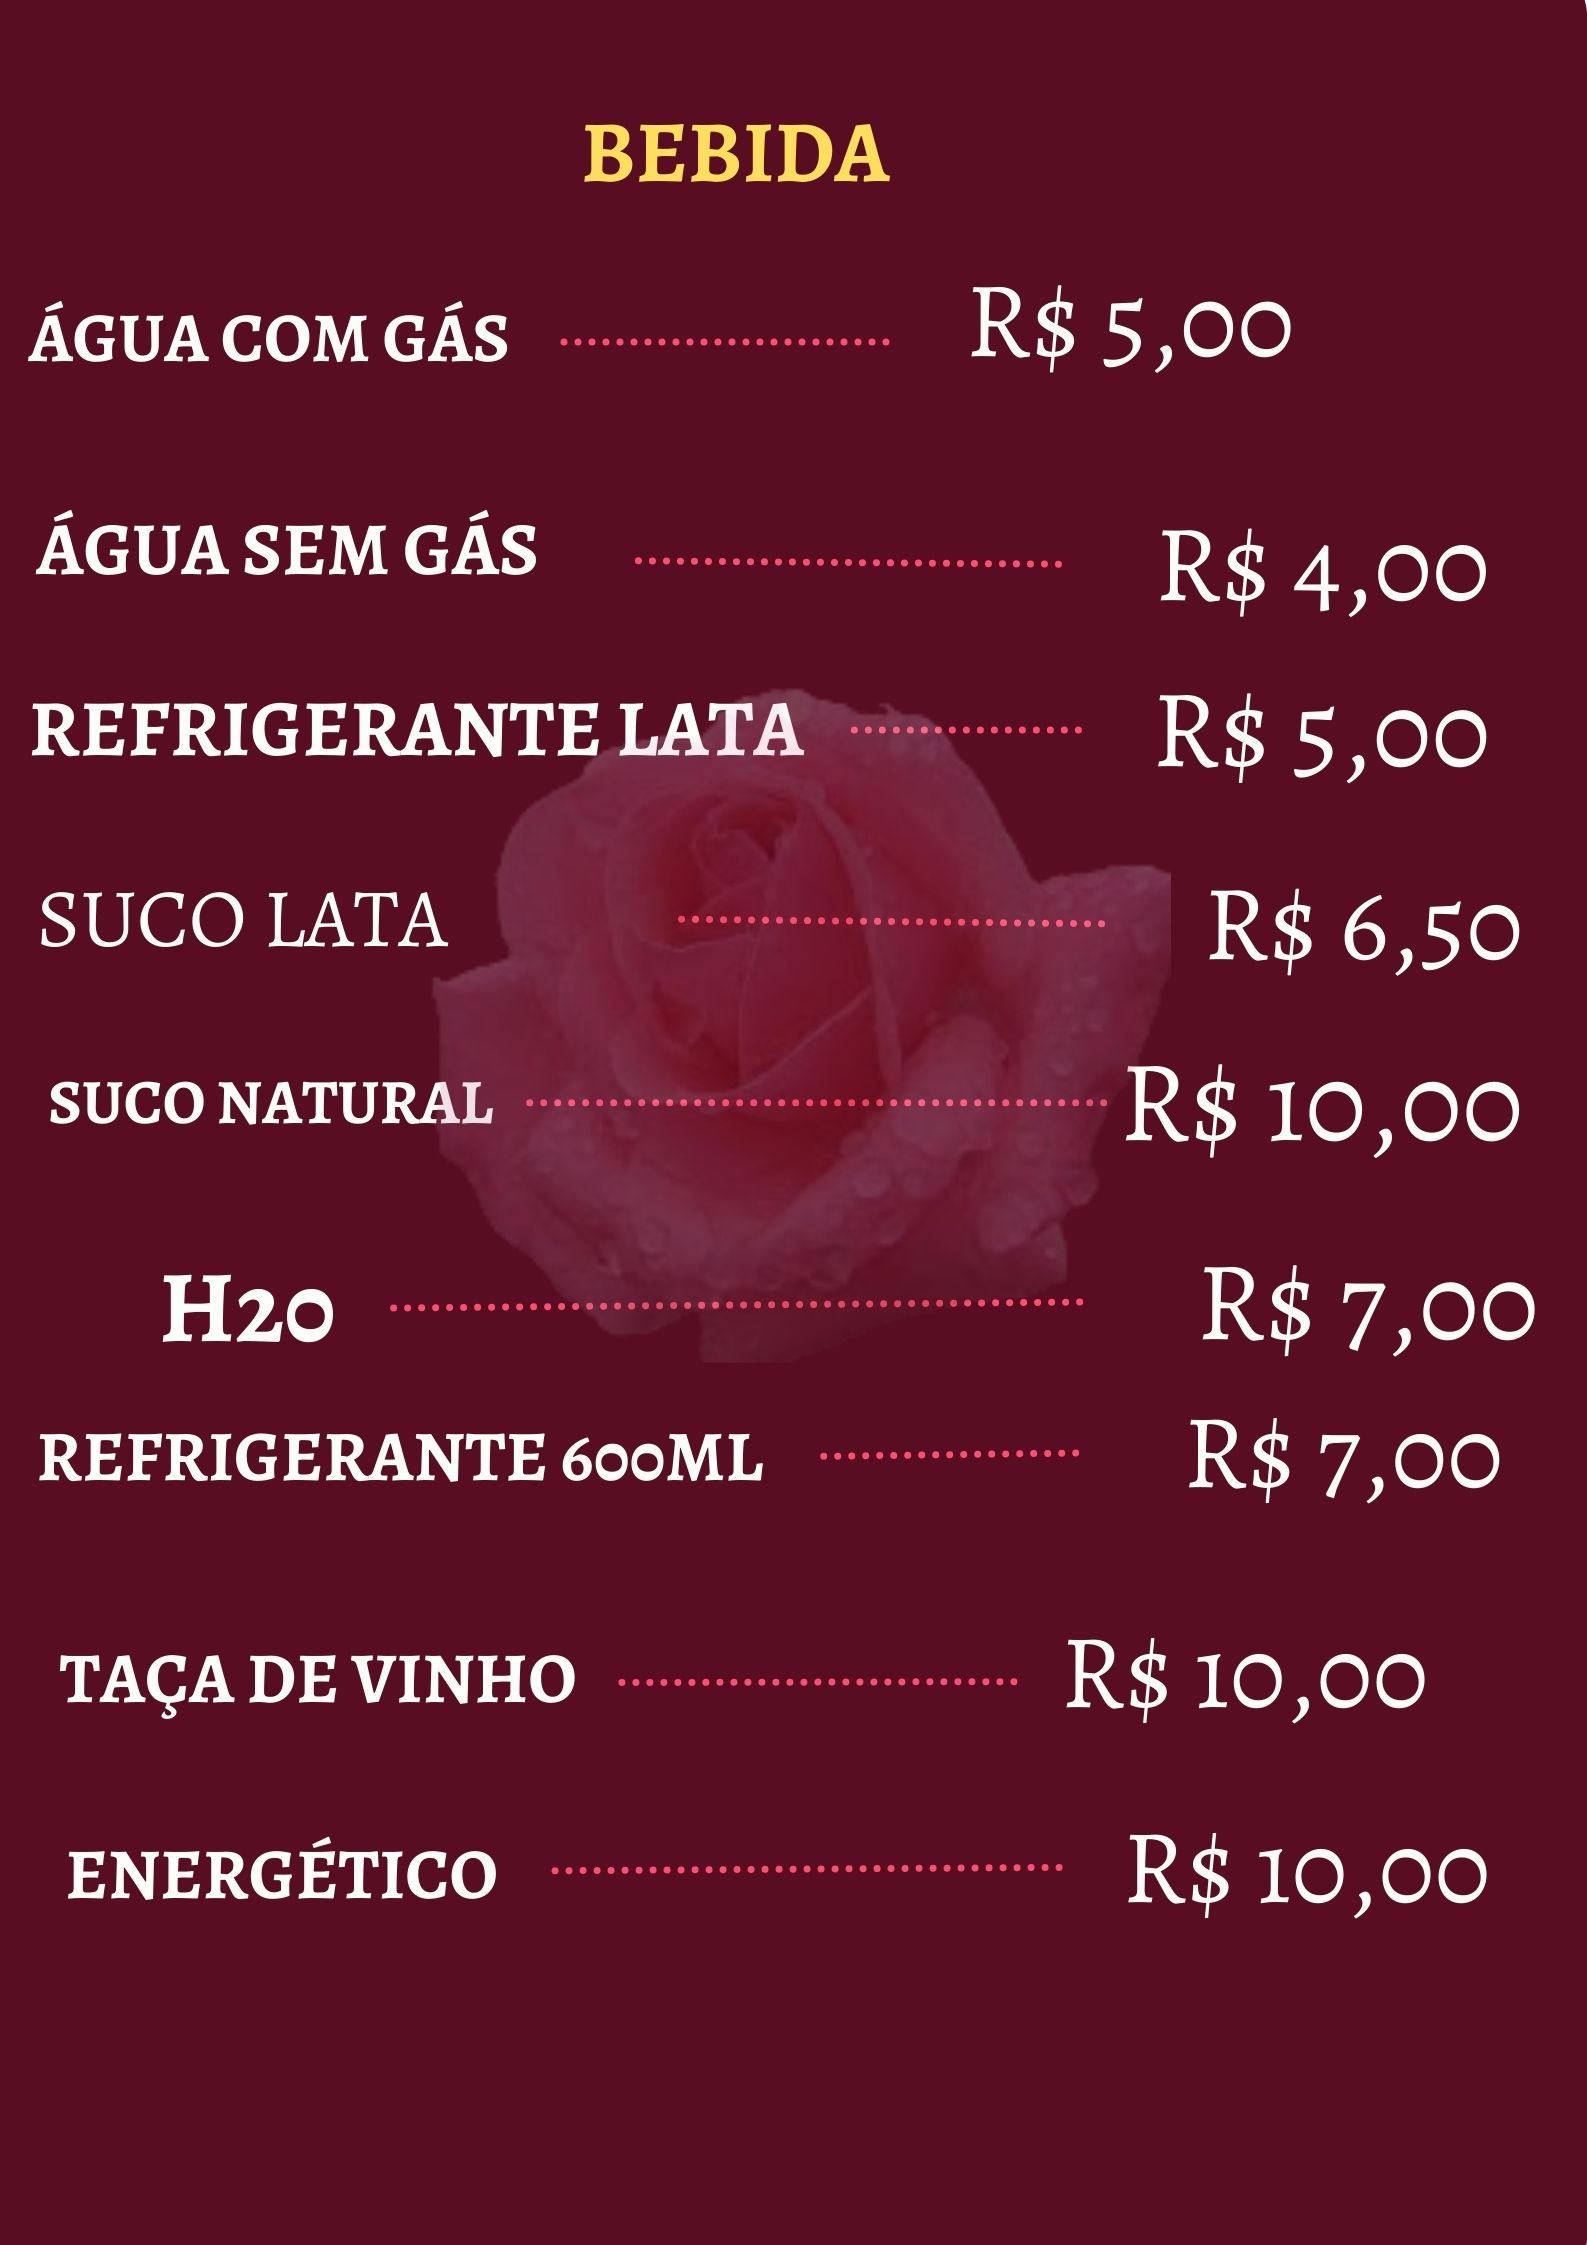 BEBIDA
ÁGUA COM GÁS R$ 5,00
ÁGUA SEM GÁS R$ 4,00
REFRIGERANTE LATA R$ 5,00
SUCO LATA R$ 6,50
SUCO NATURAL R$ 10,00
H20 R$ 7,00
REFRIGERANTE 600ML R$ 7,00
TAÇA DE VINHO R$ 10,00
ENERGÉTICO R$ 10,00